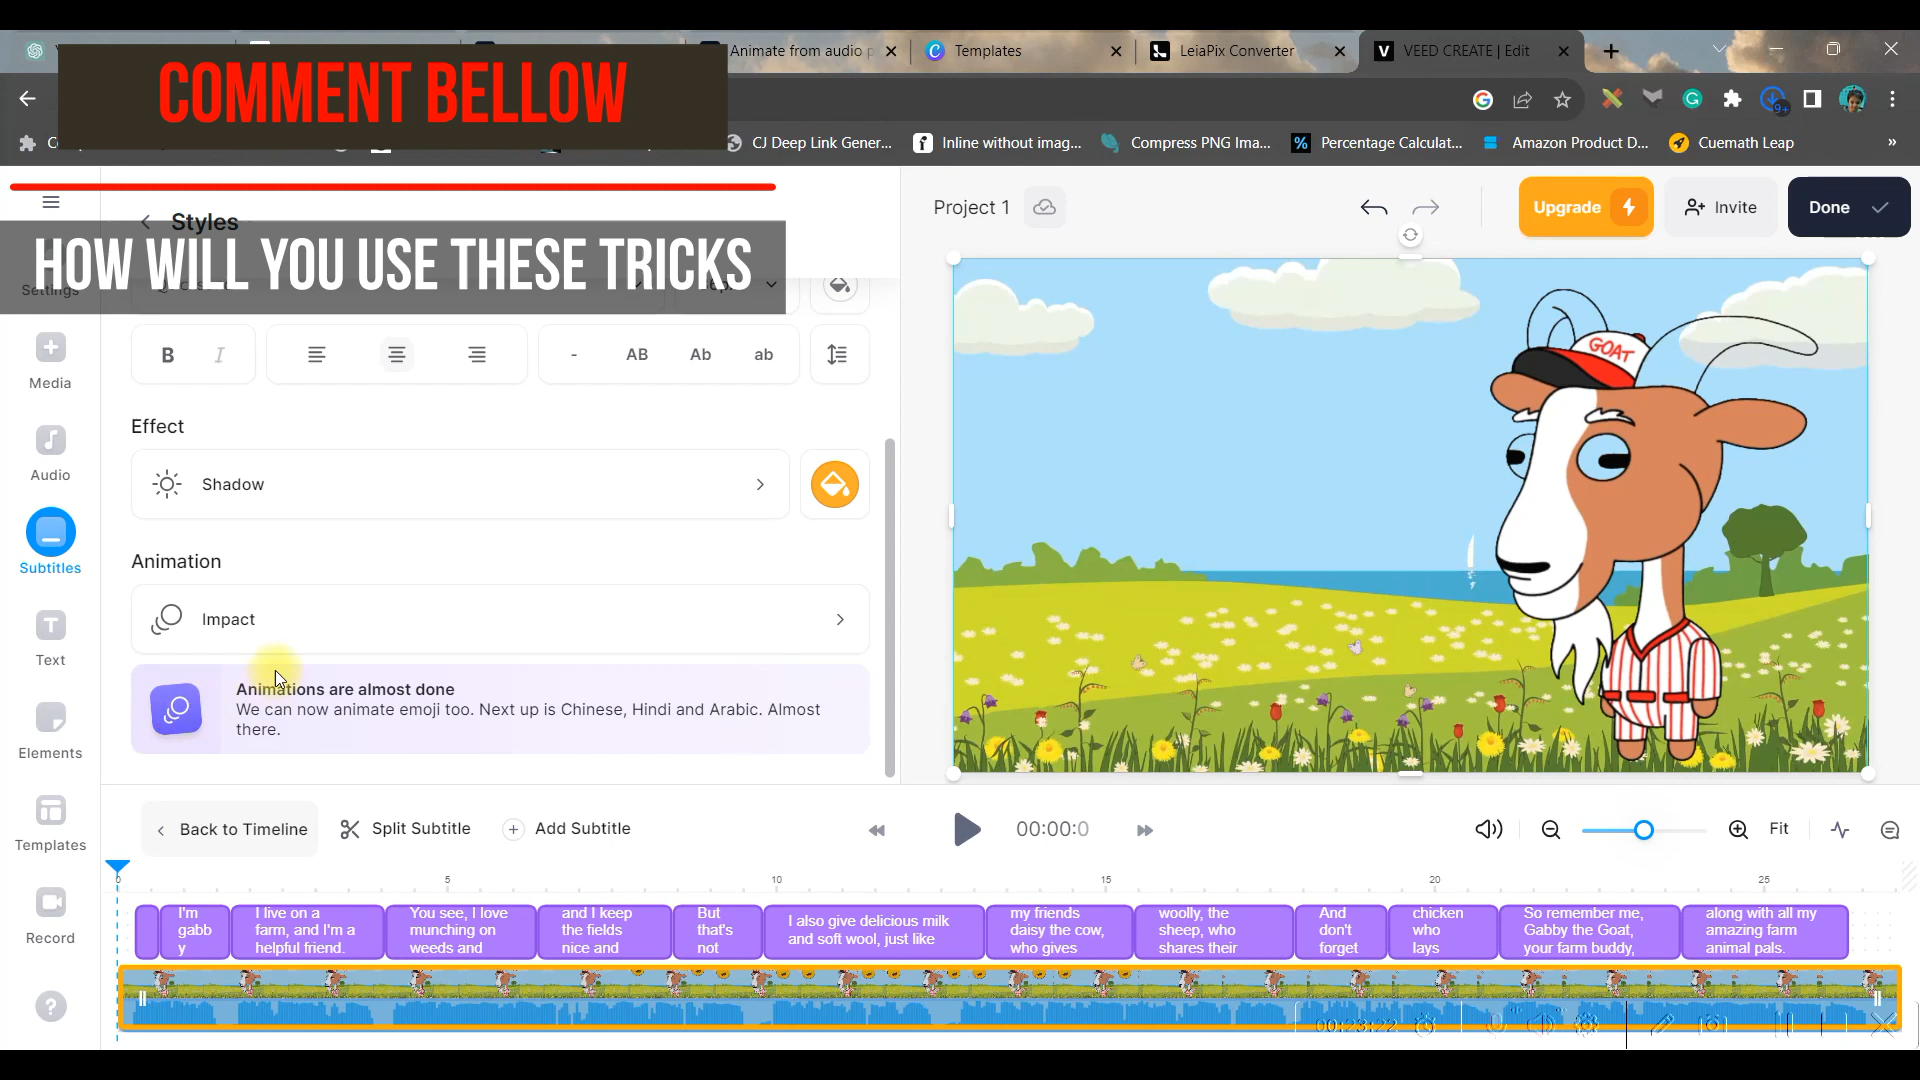 COMMENT BELLOW
Animate from audio p
Templates
LeiaPix Converter
VEED CREATE | Edit
9+
CJ Deep Link Gener...
Inline without imag...
Compress PNG Ima...
Percentage Calculat...
Amazon Product D...
Cuemath Leap
»
Styles
Project 1
Upgrade
Invite
Done
HOW WILL YOU USE THESE TRICKS
Settings
B
I
-
AB
Ab
ab
Media
Effect
Audio
Shadow
Subtitles
Animation
Text
Impact
Animations are almost done
We can now animate emoji too. Next up is Chinese, Hindi and Arabic. Almost
there.
Elements
GOAT
Templates
Back to Timeline
Split Subtitle
Add Subtitle
00:00:0
Fit
0
5
10
15
20
25
Record
I'm
gabb
y
I live on a
farm, and I'm a
helpful friend.
You see, I love
munching on
weeds and
and I keep
the fields
nice and
But
that's
not
I also give delicious milk
and soft wool, just like
my friends
daisy the cow,
who gives
woolly, the
sheep, who
shares their
And
don't
forget
chicken
who
lays
So remember me,
Gabby the Goat,
your farm buddy,
along with all my
amazing farm
animal pals.
00:23:22